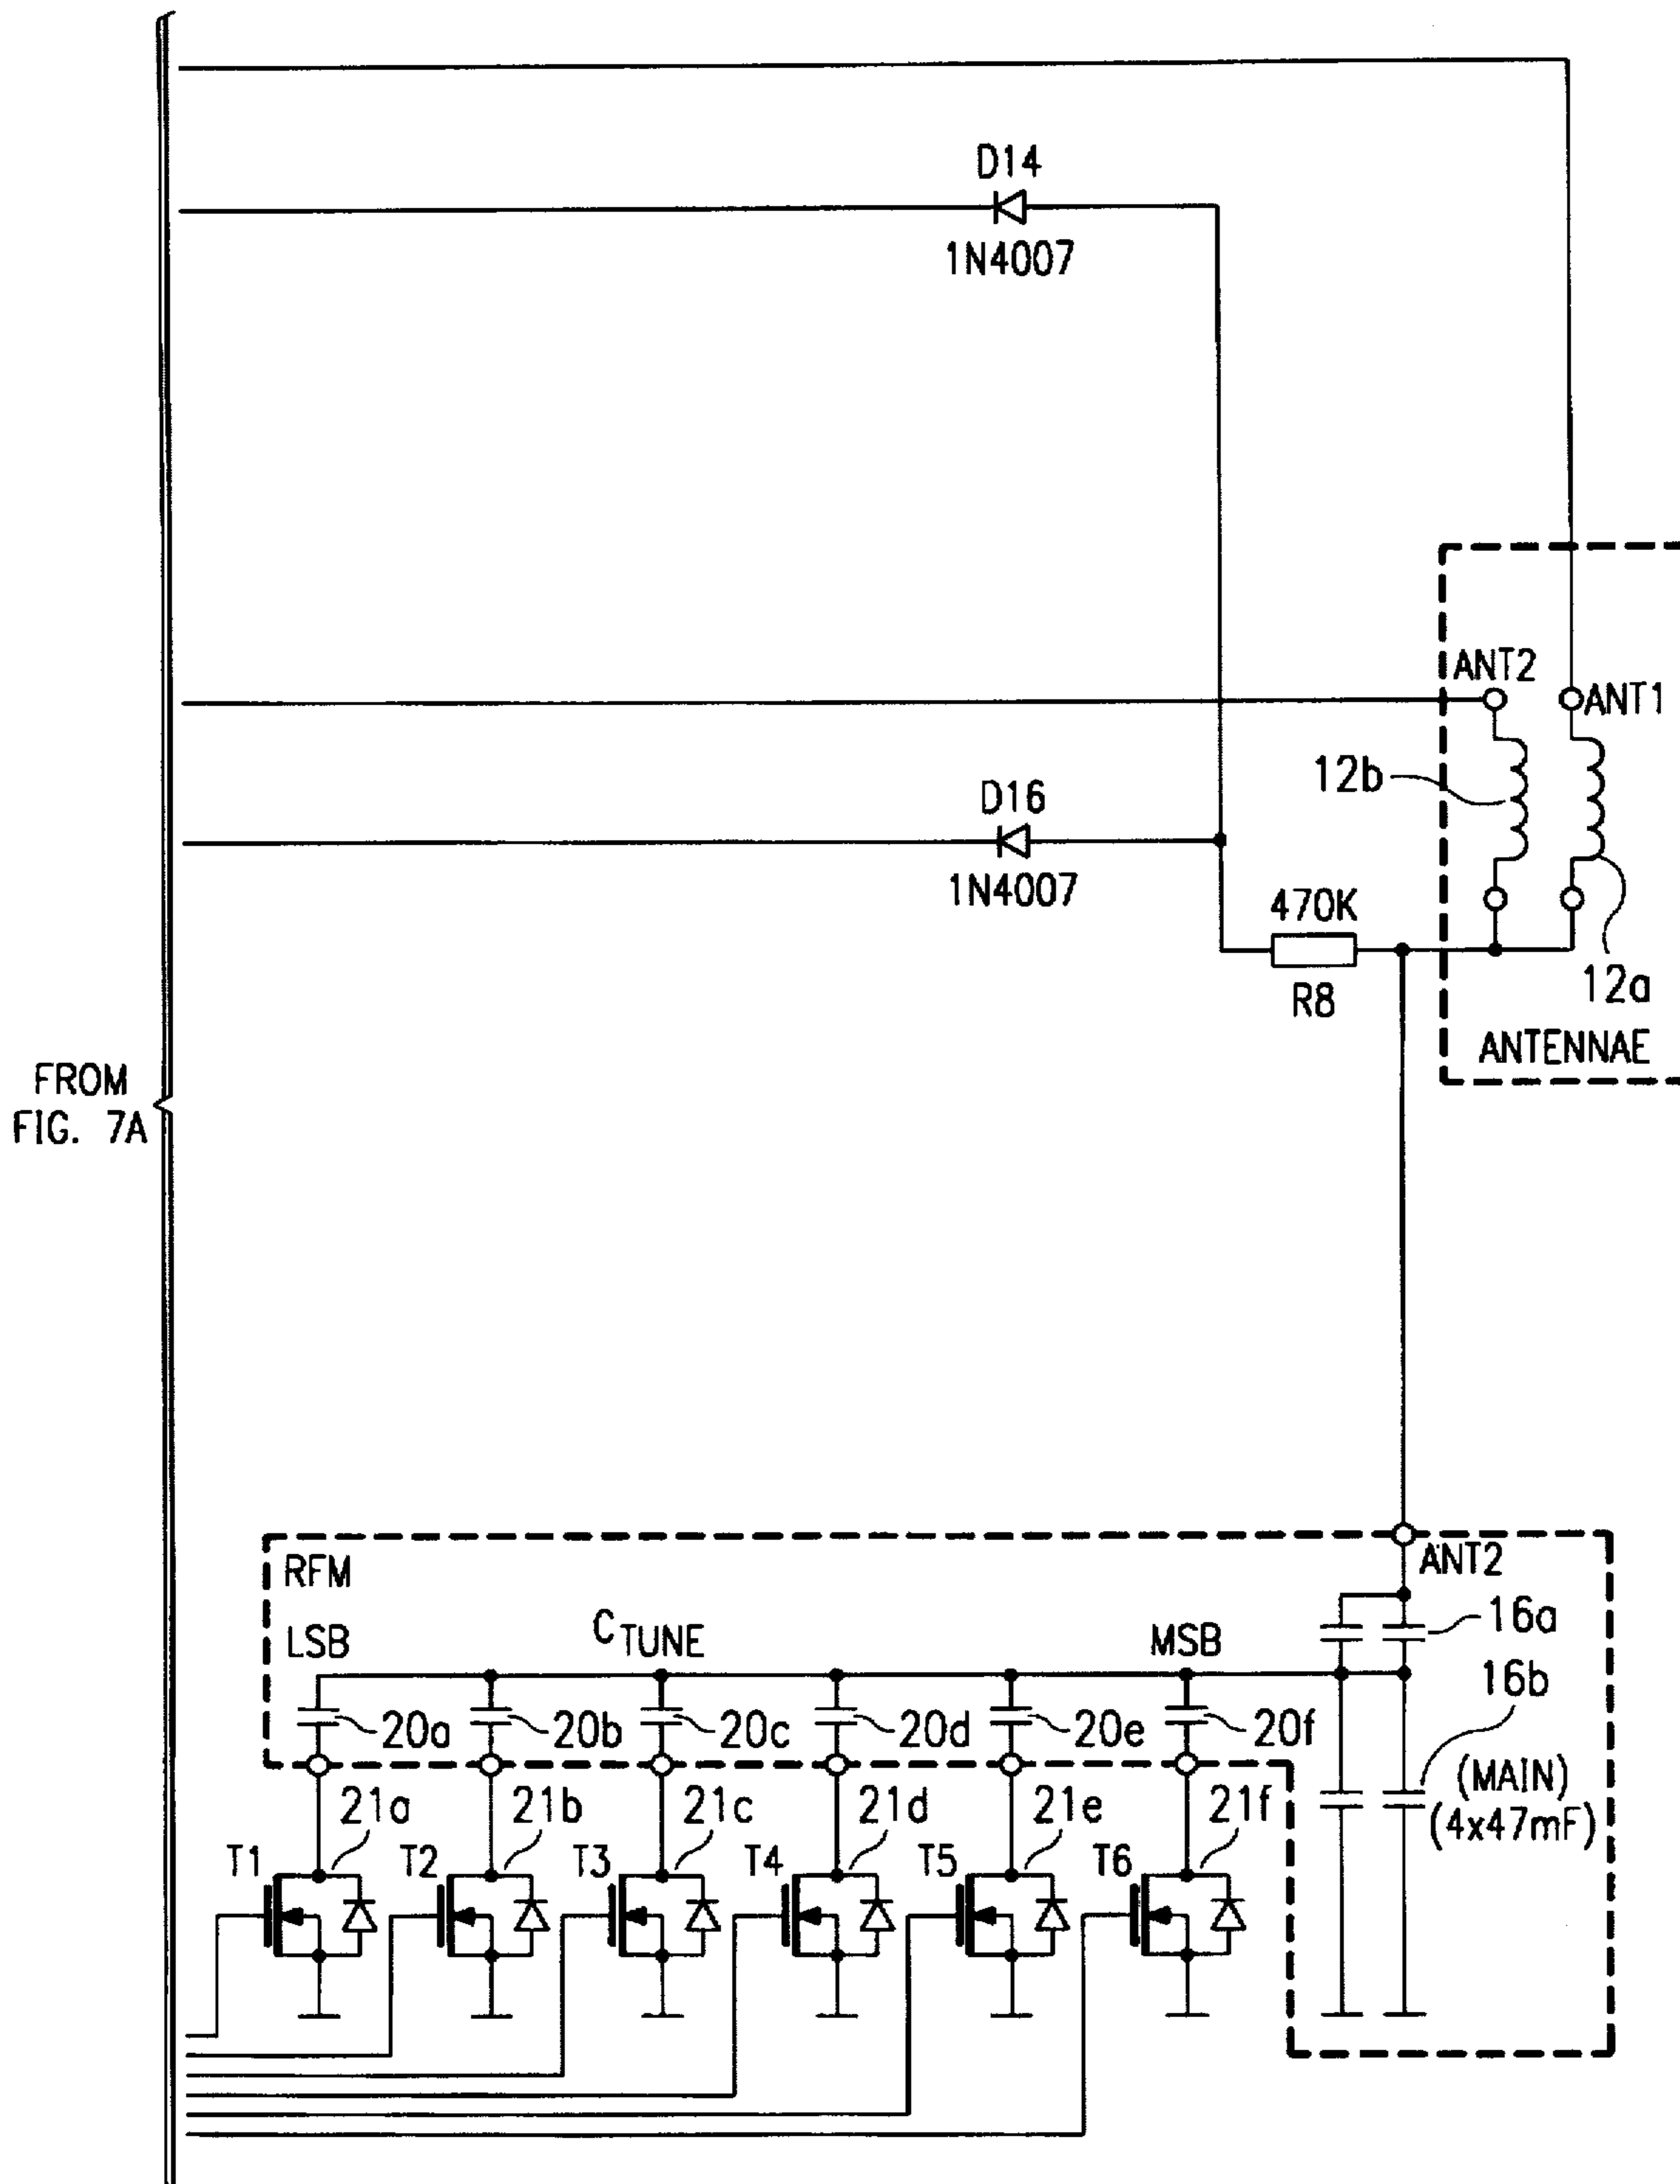 D14
1N4007
ANT2
ANT1
12b
D16
1N4007
470K
R8
12a
ANTENNAE
FROM
FIG. 7A
RFM
ANT2
LSB
CTUNE
MSB
16a
16b
20a
20b
20c
20d
20e
20f
(MAIN)
(4x47mF)
21a
21b
21c
21d
21e
21f
T1
T2
T3
T4
T5
T6